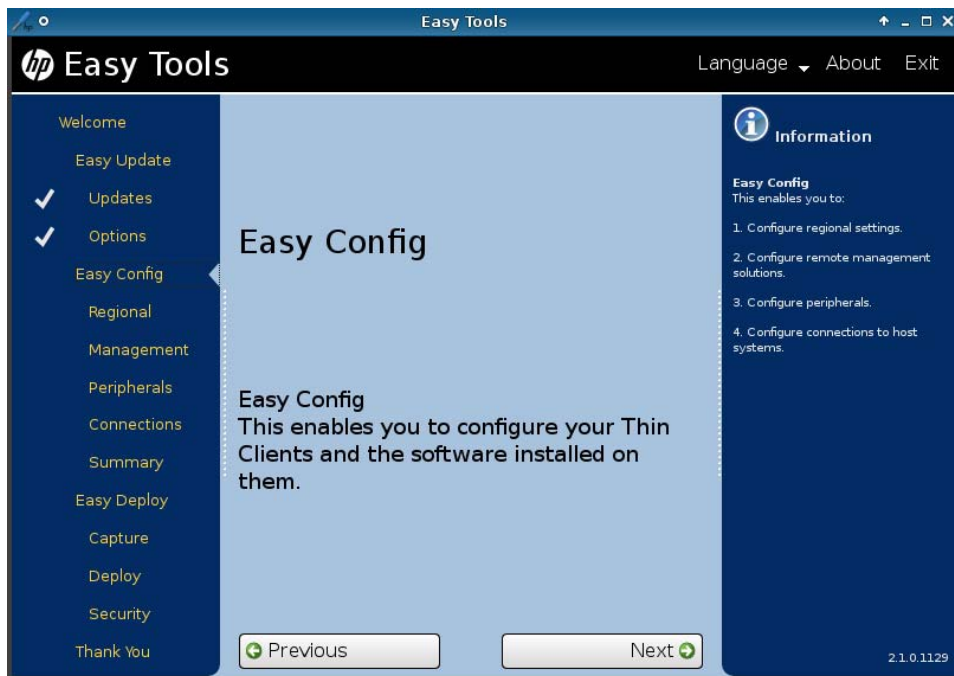 Easy Tools
hp Easy Tools
Language About Exit
Welcome
Easy Update
Updates
Options
Easy Config
Regional
Management
Peripherals
Connections
Summary
Easy Deploy
Capture
Deploy
Security
Thank You
Easy Config
Easy Config
This enables you to configure your Thin
Clients and the software installed on
them.
Previous
Next
Information
Easy Config
This enables you to:
1. Configure regional settings.
2. Configure remote management
solutions.
3. Configure peripherals.
4. Configure connections to host
systems.
2.1.0.1129